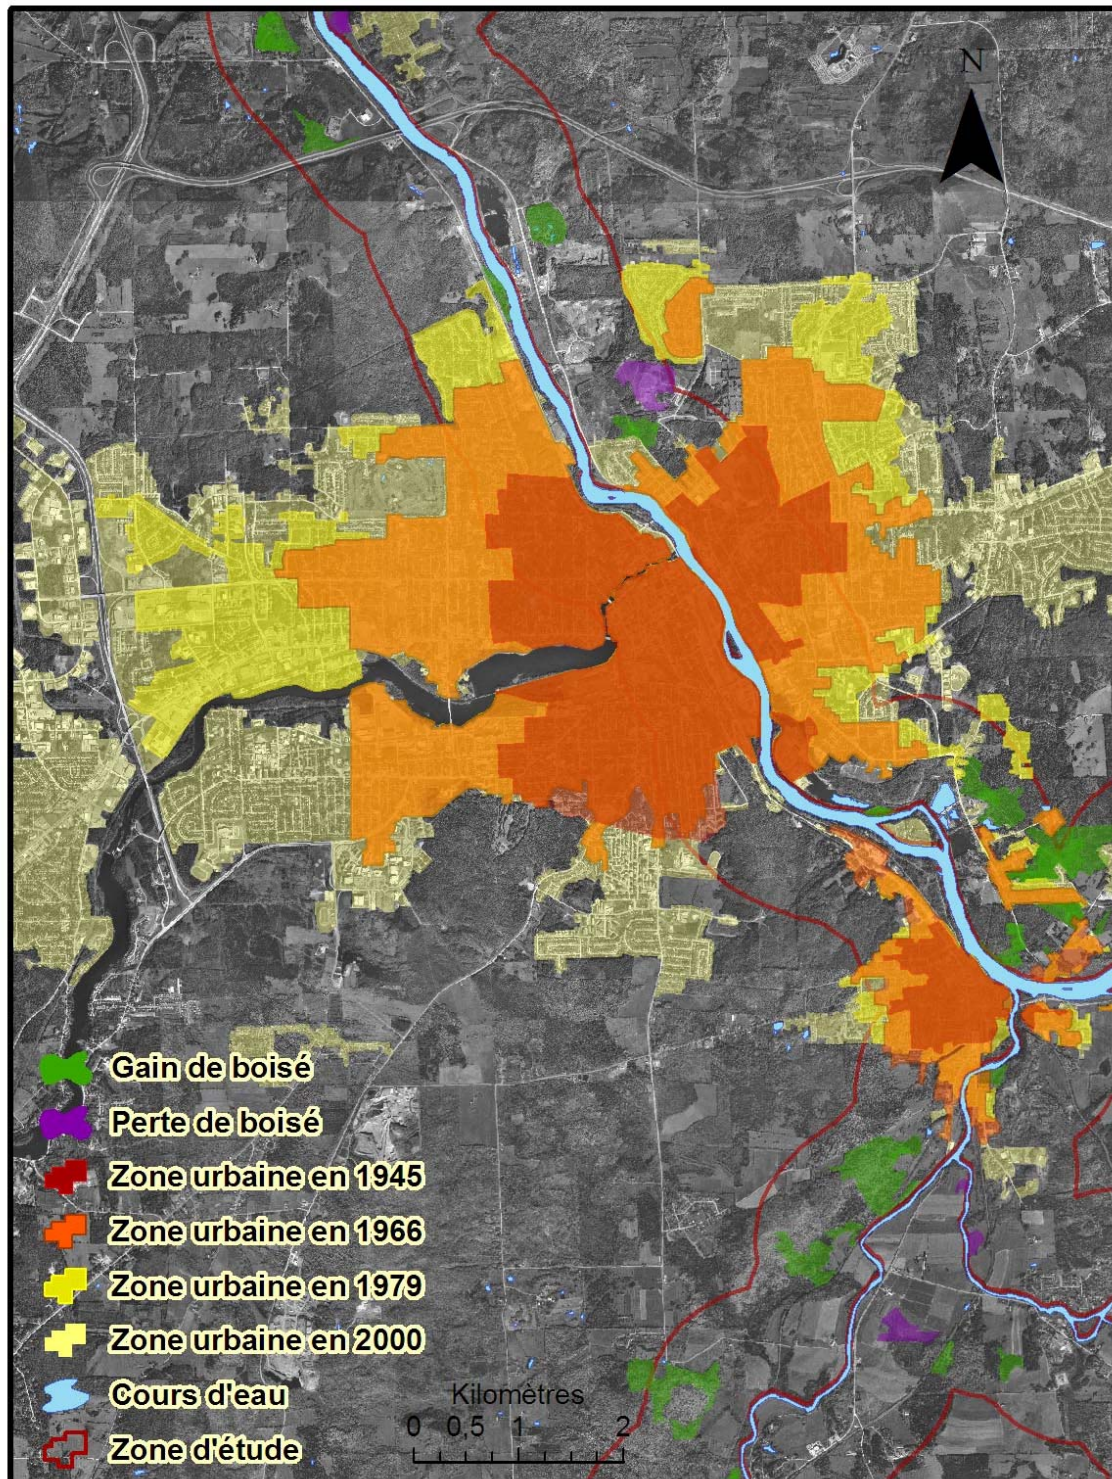 N
Gain de boisé
Perte de boisé
Zone urbaine en 1945
Zone urbaine en 1966
Zone urbaine en 1979
Zone urbaine en 2000
Cours d'eau
Zone d'étude
Kilomètres
0 0,5 1 2